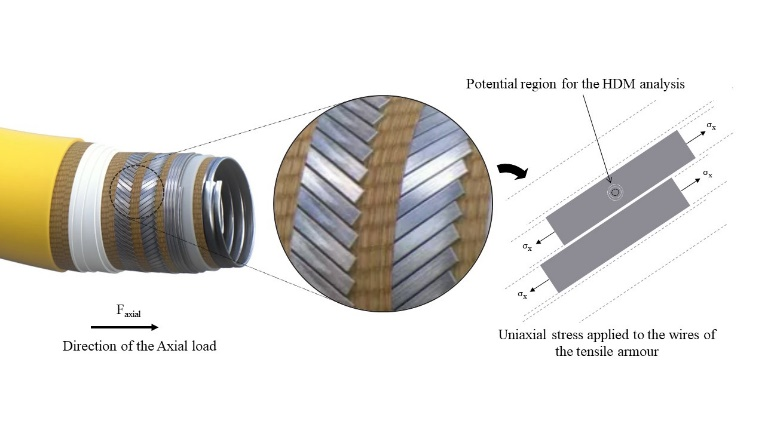 Potential region for the HDM analysis
σx
σx
σx
σx
Faxial
Direction of the Axial load
Uniaxial stress applied to the wires of
the tensile armour